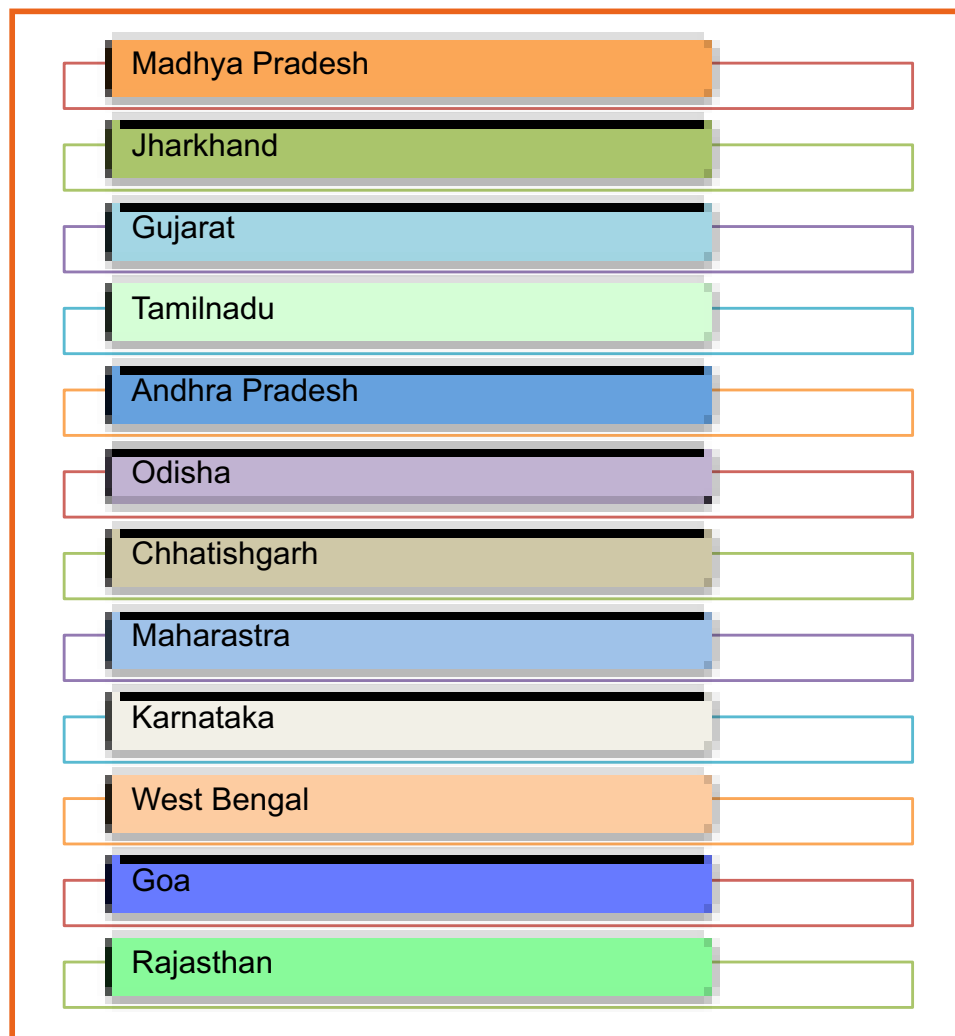 Madhya Pradesh
Jharkhand
Gujarat
Tamilnadu
Andhra Pradesh
Odisha
Chhatishgarh
Maharastra
Karnataka
West Bengal
Goa
Rajasthan